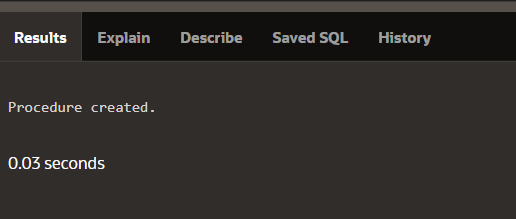 Results Explain Describe Saved SQL History
Procedure created.
0.03 seconds